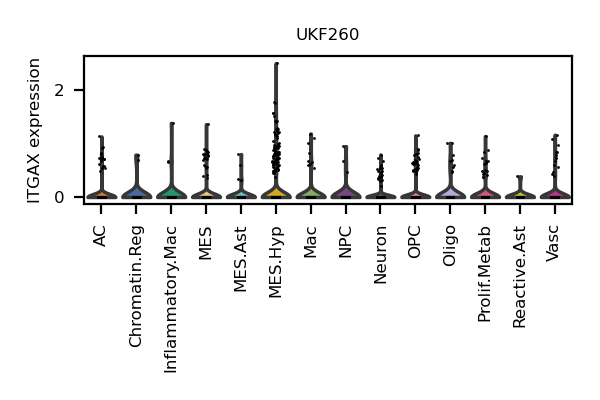 UKF260
ITGAX expression
2
0
AC
Chromatin.Reg
Inflammatory.Mac
MES
MES.Ast
MES.Hyp
Mac
NPC
Neuron
OPC
Oligo
Prolif.Metab
Reactive.Ast
Vasc